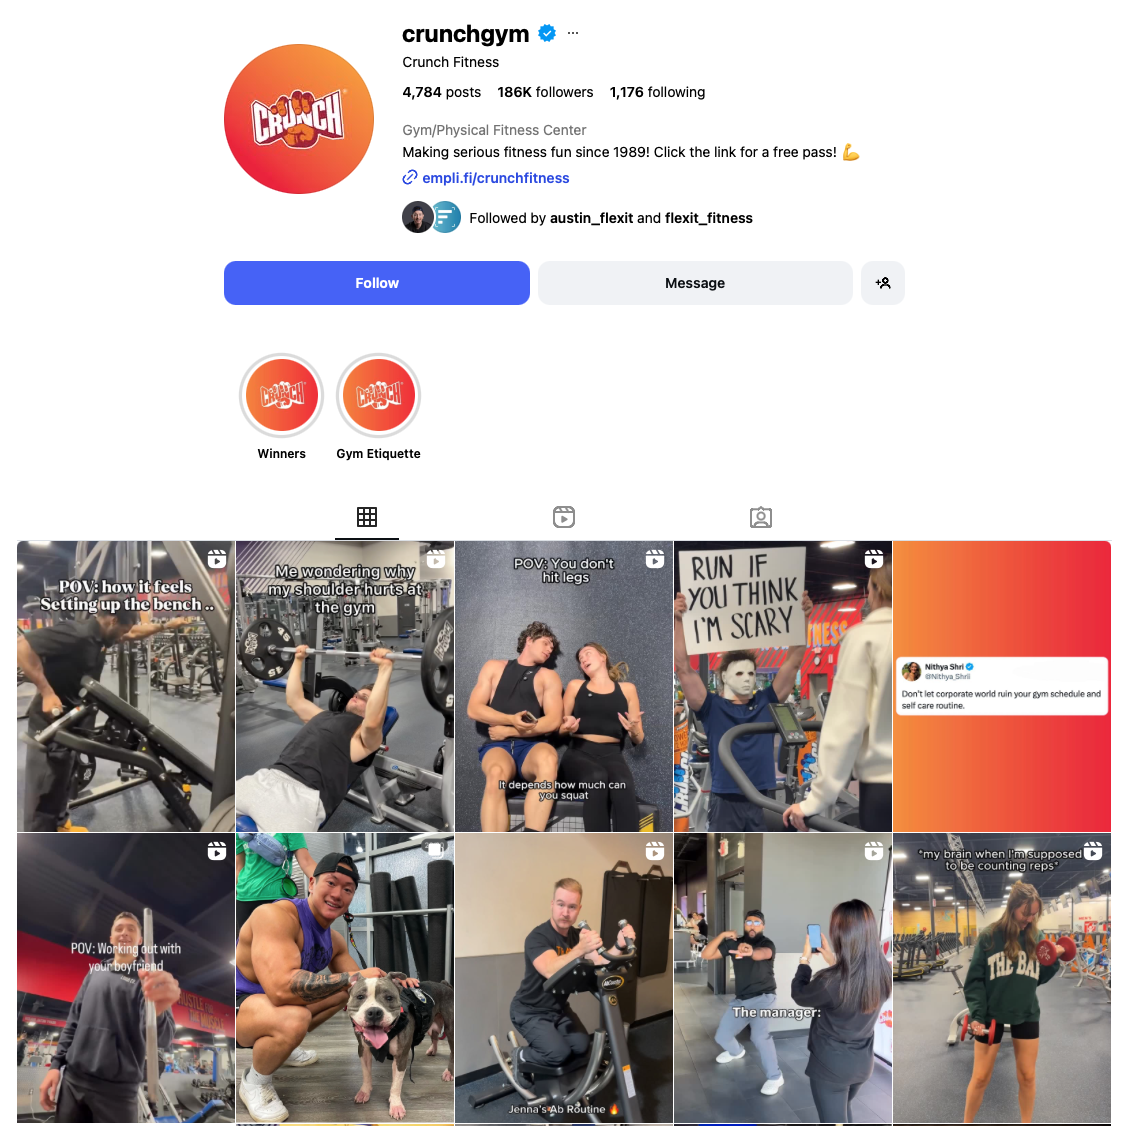 crunchgym
Crunch Fitness
4,784 posts 186K followers 1,176 following
Gym/Physical Fitness Center
Making serious fitness fun since 1989! Click the link for a free pass! 💪
empli.fi/crunchfitness
Followed by austin_flexit and flexit_fitness
Follow
Message
CRUNCH
CRUNCH
CRUNCH
Winners
Gym Etiquette
POV: how it feels
Setting up the bench ..
Me wondering why
my shoulder hurts at
the gym
POV: You don't
hit legs
It depends how much can
you squat
RUN IF
YOU THINK
I'M SCARY
Nithya Shri
@Nithya_Shrii
Don't let corporate world ruin your gym schedule and
self care routine.
POV: Working out with
your boyfriend
Jenna's Ab Routine 🔥
The manager:
*my brain when I'm supposed
to be counting reps*